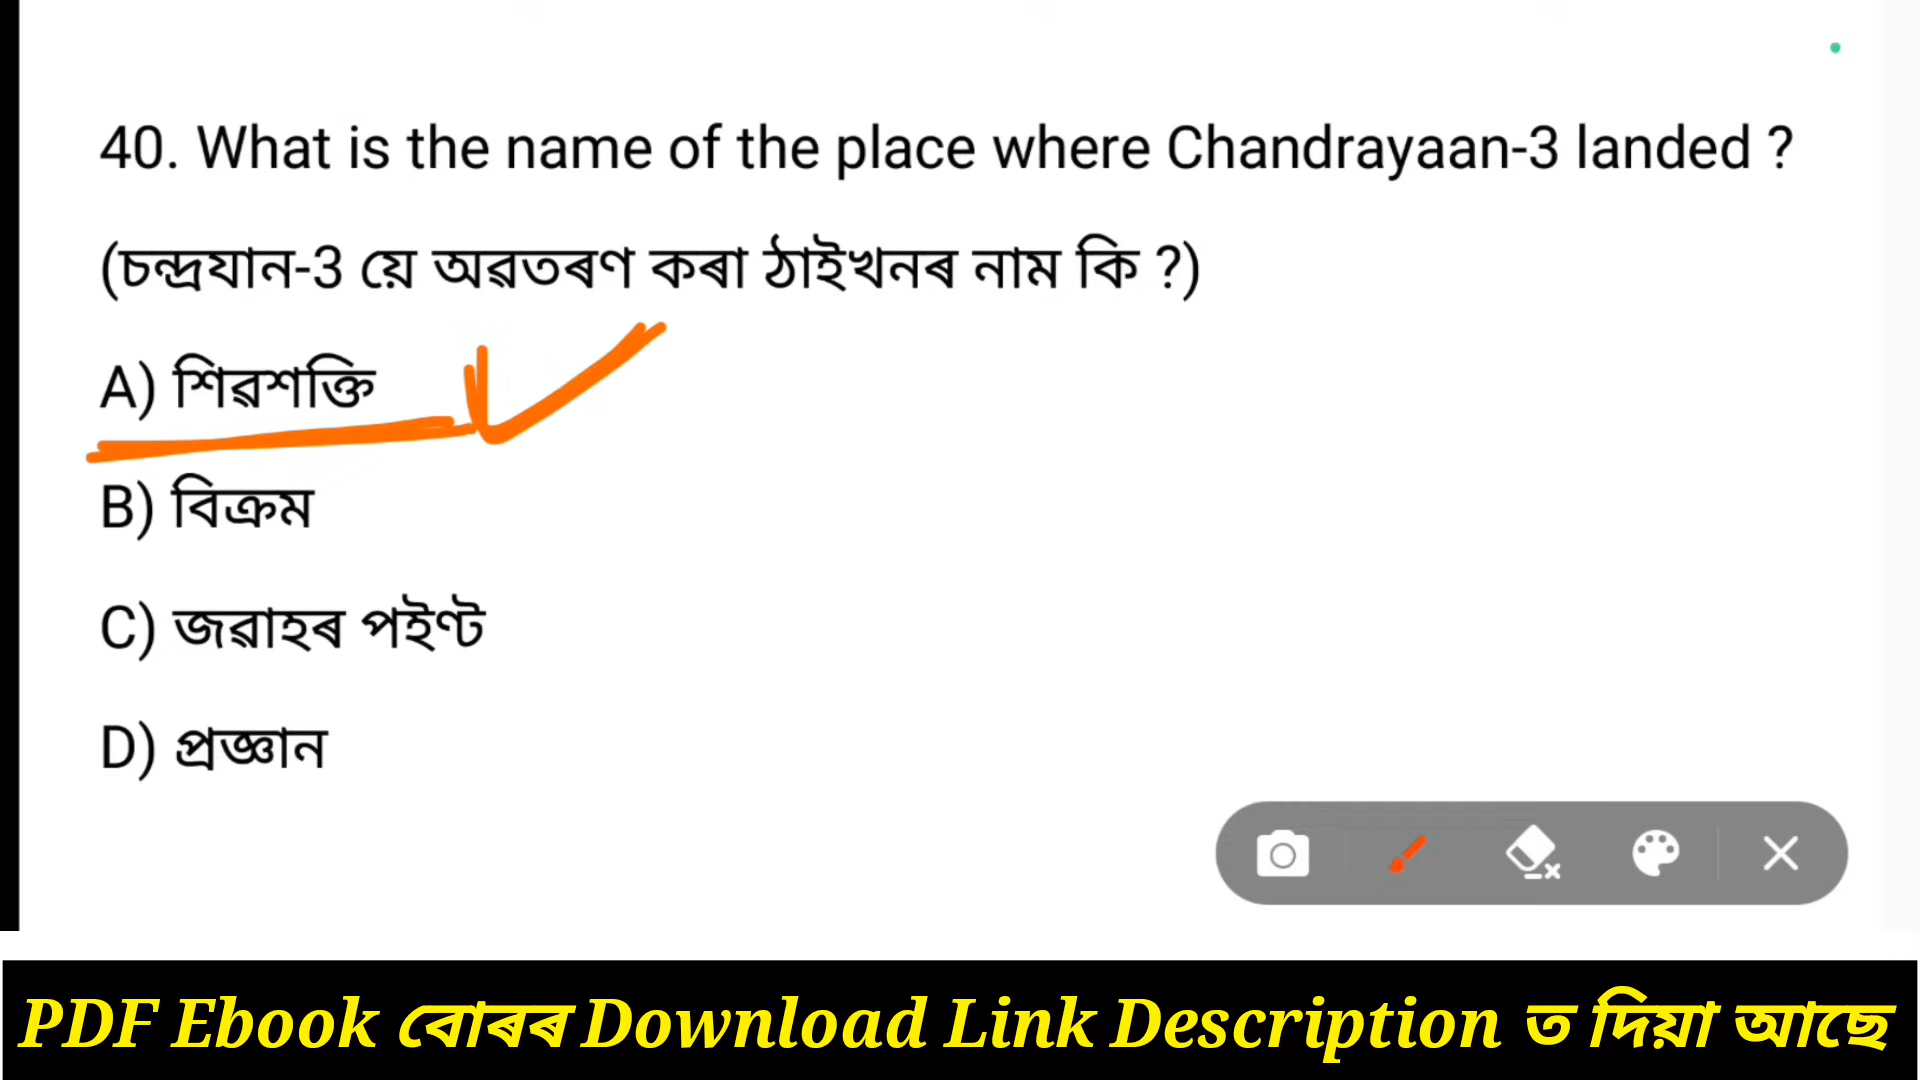 40. What is the name of the place where Chandrayaan-3 landed ?
(চন্দ্ৰযান-3 য়ে অৱতৰণ কৰা ঠাইখনৰ নাম কি ?)
A) শিৱশক্তি
B) বিক্ৰম
C) জৱাহৰ পইণ্ট
D) প্ৰজ্ঞান
PDF Ebook বোৰৰ Download Link Description ত দিয়া আছে